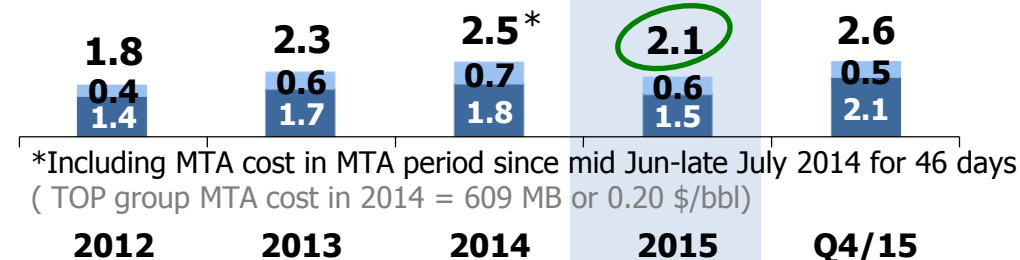 1.8 2.3 2.5* 2.1 2.6
0.4 0.6 0.7 0.6 0.5
1.4 1.7 1.8 1.5 2.1
*Including MTA cost in MTA period since mid Jun-late July 2014 for 46 days
( TOP group MTA cost in 2014 = 609 MB or 0.20 $/bbl)
2012 2013 2014 2015 Q4/15